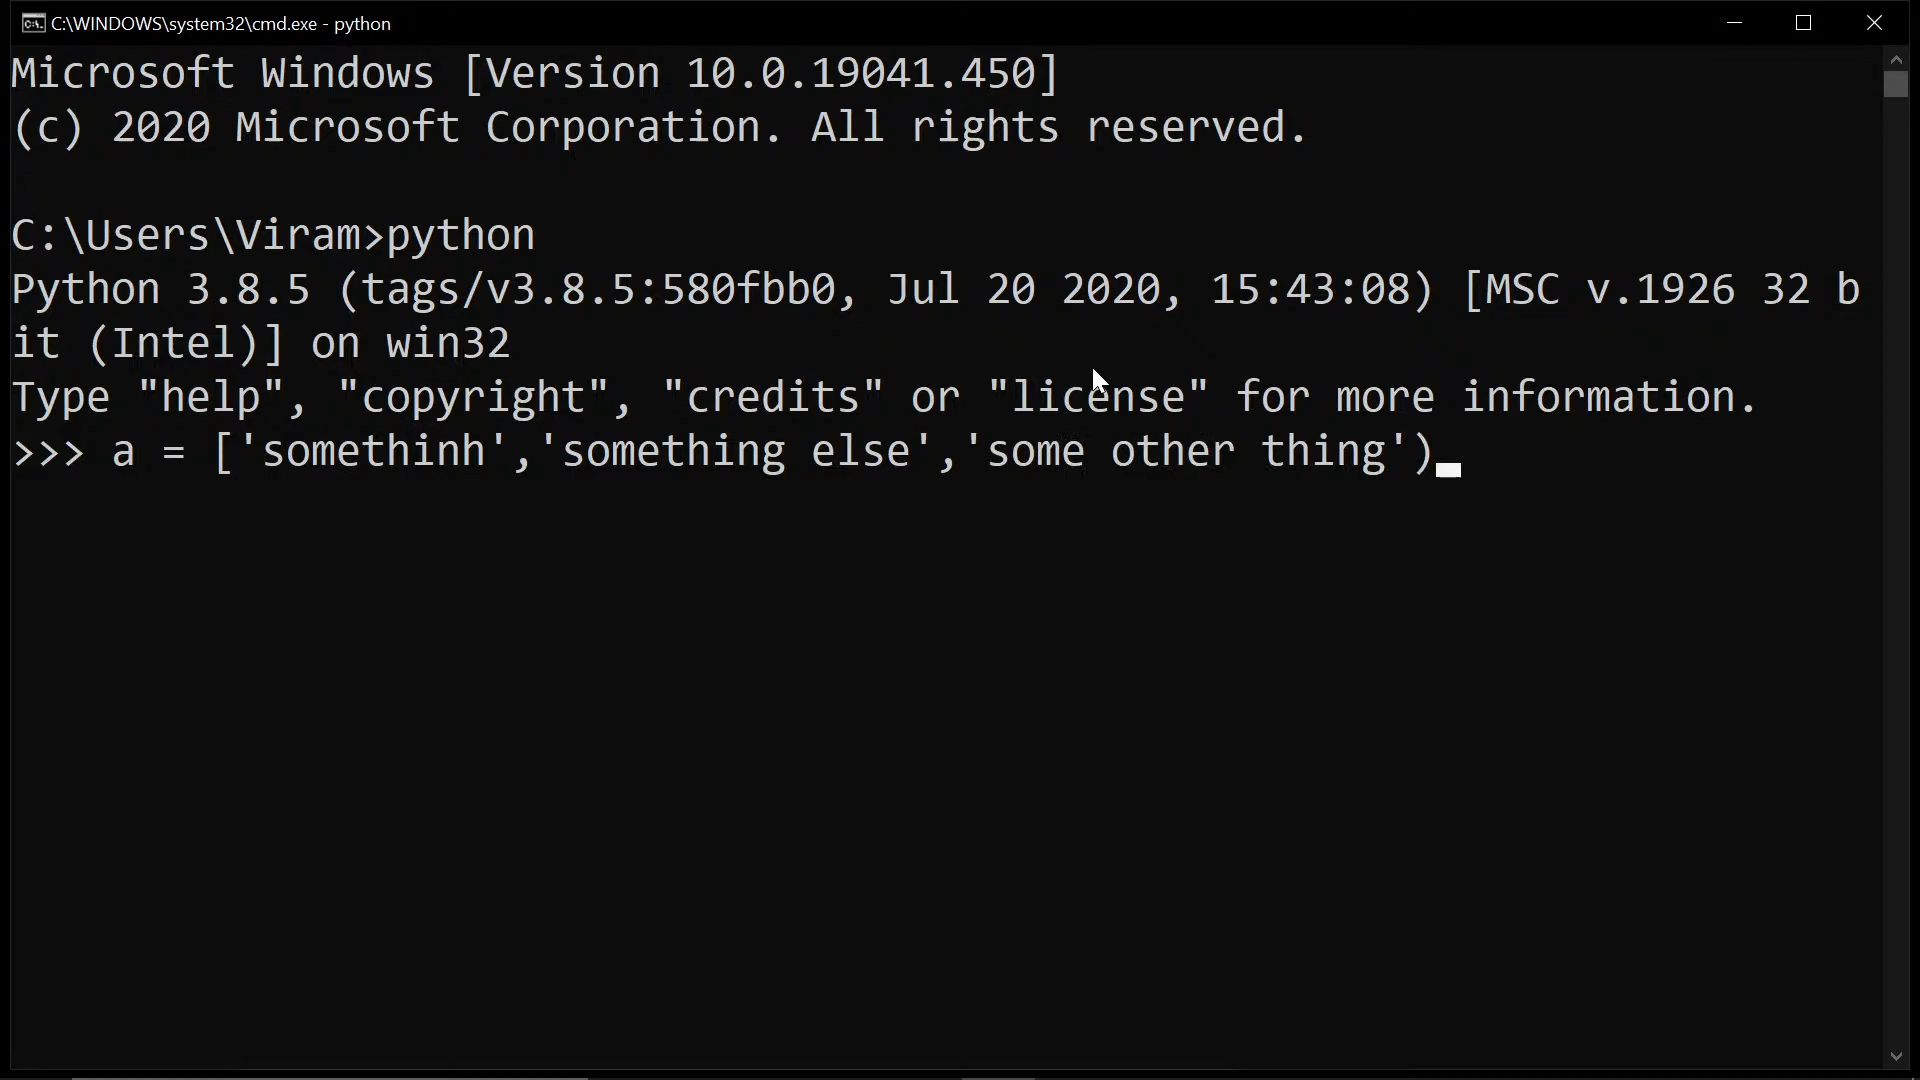 C:\WINDOWS\system32\cmd.exe - python
Microsoft Windows [Version 10.0.19041.450]
(c) 2020 Microsoft Corporation. All rights reserved.
C:\Users\Viram>python
Python 3.8.5 (tags/v3.8.5:580fbb0, Jul 20 2020, 15:43:08) [MSC v.1926 32 b
it (Intel)] on win32
Type "help", "copyright", "credits" or "license" for more information.
>>> a = ['somethinh','something else','some other thing')